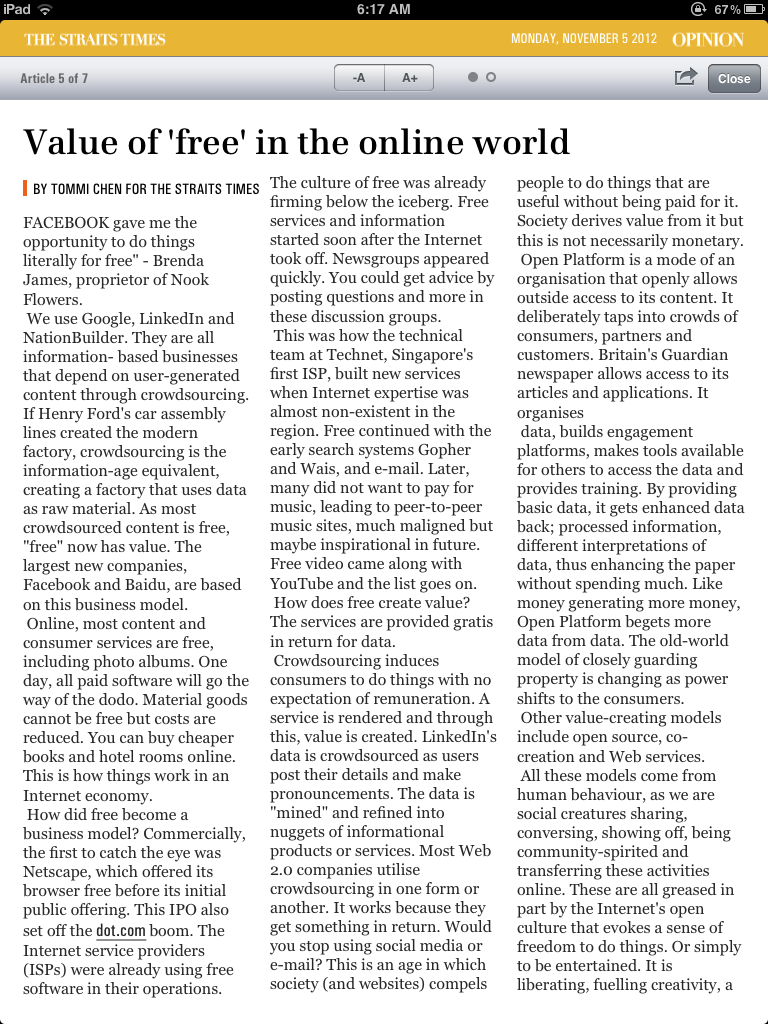 iPad
6:17 AM
67%
THE STRAITS TIMES
MONDAY, NOVEMBER 5 2012 OPINION
Article 5 of 7
-A
A+
Close
Value of 'free' in the online world
BY TOMMI CHEN FOR THE STRAITS TIMES
FACEBOOK gave me the
opportunity to do things
literally for free" - Brenda
James, proprietor of Nook
Flowers.
We use Google, LinkedIn and
NationBuilder. They are all
information- based businesses
that depend on user-generated
content through crowdsourcing.
If Henry Ford's car assembly
lines created the modern
factory, crowdsourcing is the
information-age equivalent,
creating a factory that uses data
as raw material. As most
crowdsourced content is free,
"free" now has value. The
largest new companies,
Facebook and Baidu, are based
on this business model.
Online, most content and
consumer services are free,
including photo albums. One
day, all paid software will go the
way of the dodo. Material goods
cannot be free but costs are
reduced. You can buy cheaper
books and hotel rooms online.
This is how things work in an
Internet economy.
How did free become a
business model? Commercially,
the first to catch the eye was
Netscape, which offered its
browser free before its initial
public offering. This IPO also
set off the dot.com boom. The
Internet service providers
(ISPs) were already using free
software in their operations.
The culture of free was already
firming below the iceberg. Free
services and information
started soon after the Internet
took off. Newsgroups appeared
quickly. You could get advice by
posting questions and more in
these discussion groups.
This was how the technical
team at Technet, Singapore's
first ISP, built new services
when Internet expertise was
almost non-existent in the
region. Free continued with the
early search systems Gopher
and Wais, and e-mail. Later,
many did not want to pay for
music, leading to peer-to-peer
music sites, much maligned but
maybe inspirational in future.
Free video came along with
YouTube and the list goes on.
How does free create value?
The services are provided gratis
in return for data.
Crowdsourcing induces
consumers to do things with no
expectation of remuneration. A
service is rendered and through
this, value is created. LinkedIn's
data is crowdsourced as users
post their details and make
pronouncements. The data is
"mined" and refined into
nuggets of informational
products or services. Most Web
2.0 companies utilise
crowdsourcing in one form or
another. It works because they
get something in return. Would
you stop using social media or
e-mail? This is an age in which
society (and websites) compels
people to do things that are
useful without being paid for it.
Society derives value from it but
this is not necessarily monetary.
Open Platform is a mode of an
organisation that openly allows
outside access to its content. It
deliberately taps into crowds of
consumers, partners and
customers. Britain's Guardian
newspaper allows access to its
articles and applications. It
organises
data, builds engagement
platforms, makes tools available
for others to access the data and
provides training. By providing
basic data, it gets enhanced data
back; processed information,
different interpretations of
data, thus enhancing the paper
without spending much. Like
money generating more money,
Open Platform begets more
data from data. The old-world
model of closely guarding
property is changing as power
shifts to the consumers.
Other value-creating models
include open source, co-
creation and Web services.
All these models come from
human behaviour, as we are
social creatures sharing,
conversing, showing off, being
community-spirited and
transferring these activities
online. These are all greased in
part by the Internet's open
culture that evokes a sense of
freedom to do things. Or simply
to be entertained. It is
liberating, fuelling creativity, a